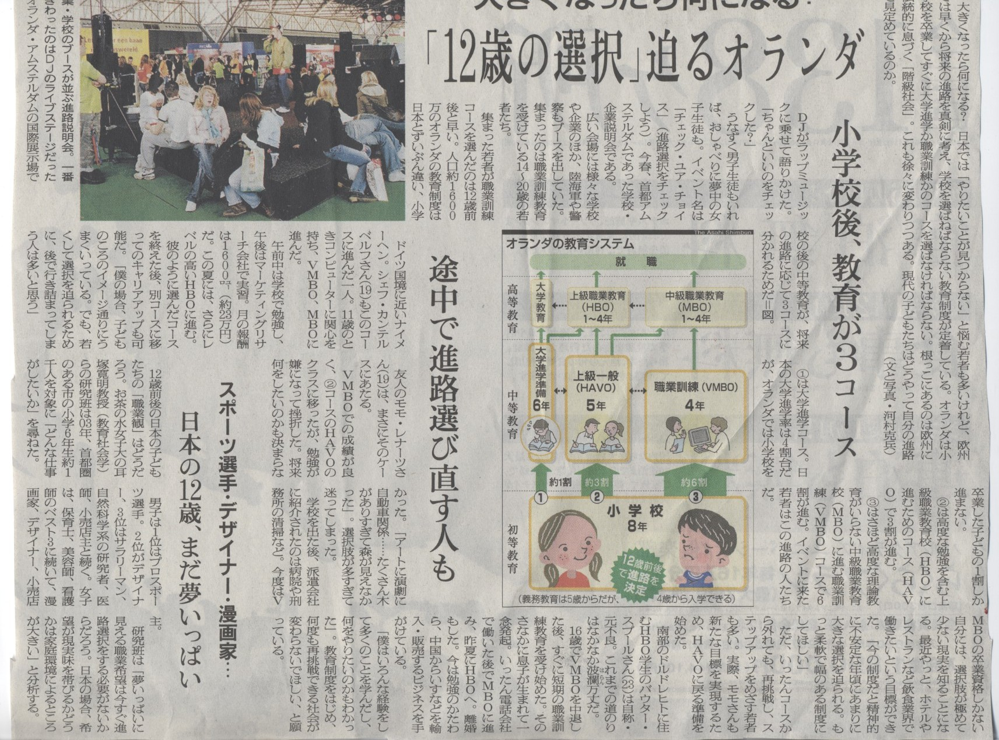 大きくなったら何になる?
「12歳の選択」迫るオランダ
大きくなったら何になる? 日本では「やりたいことが見つからない」と悩む若者も多いけれど、欧州
は早くから将来の進路を真剣に考え、学校を選ばねばならない教育制度が定着している。オランダは小
学校を卒業してすぐに大学進学か職業訓練かのコースを選ばなければならない。根っこにあるのは欧州に
伝統的に息づく「階級社会」。これも徐々に変わりつつある。現代の子どもたちはどうやって自分の進路
を見定めているのか。
(文と写真・河村克兵)
業・学校のブースが並ぶ進路説明会。一番
きわったのはDJのライブステージだった
オランダ・アムステルダムの国際展示場で
小学校後、教育が3コース
DJがラップミュージッ
クに乗せて語りかけた。
「ちゃんといいのをチェッ
クした?」
うなずく男子生徒もいれ
ば、おしゃべりに夢中の女
子生徒も。イベント名は
「チェック・ユア・チョイ
ス」(進路選択をチェック
しよう)。今春、首都アム
ステルダムであった学校・
企業説明会である。
広い会場には様々な学校
や企業のほか、陸海軍や警
察もブースを出していた。
集まったのは職業訓練教育
を受けている14〜20歳の若
者たち。
集まった若者が職業訓練
コースを選んだのは12歳前
後と早い。人口約1600
万のオランダの教育制度は
日本とずいぶん違い、小学
校の後の中等教育が、将来
の進路に応じて3コースに
分かれるためだ=図。
①は大学進学コース。日
本の大学進学率は4割台だ
が、オランダでは小学校を
卒業した子どもの1割しか
進まない。
②は高度な勉強を含む上
級職業教育校(HBO)に
進むためのコース(HAV
O)で3割が進む。
③はさほど高度な理論教
育がいらない中級職業教育
校(MBO)に進む職業訓
練(VMBO)コースで6
割が進む。イベントに来た
若者はこの進路の人たち
だ。
The Asahi Shimbun
オランダの教育システム
就職
高等教育
大学教育
上級職業教育
(HBO)
1〜4年
中級職業教育
(MBO)
1〜4年
中等教育
大学進学準備
6年
上級一般
(HAVO)
5年
職業訓練(VMBO)
4年
約1割
約3割
約6割
①
②
③
初等教育
小学校
8年
12歳前後
で進路を
決定
(義務教育は5歳からだが、4歳から入学できる)
途中で進路選び直す人も
ドイツ国境に近いナイメ
ーヘン。シェフ・カンテル
ベルフさん(19)もこのコー
スに進んだ一人。11歳のと
きコンピューターに関心を
持ち、VMBO、MBOに
進んだ。
午前中は学校で勉強し、
午後はマーケティングリサ
ーチ会社で実習。月の報酬
は1600ユーロ(約23万円)
だ。この夏には、さらにレ
ベルの高いHBOに進む。
彼のように選んだコース
を終えた後、別コースに移
ってのキャリアアップも可
能だ。「僕の場合、子ども
のころのイメージ通りにう
まくいっている。でも、若
くして選択を迫られるため
に、後で行き詰まってしま
う人は多いと思う」
友人のモモ・レナーツさ
ん(19)は、まさにそのケー
スにあたる。
VMBOでの成績が良
く、②コースのHAVOの
クラスに移ったが、勉強が
嫌になって挫折した。将来
何をしたいのかも決まらな
かった。「アートに演劇に
自動車関係……たくさん木
がありすぎて森が見えなか
った」。選択肢が多すぎて
迷ってしまった。
学校を出た後、派遣会社
に紹介されたのは病院や刑
務所の清掃など。今度はV
MBOの卒業資格しかない
自分には、選択肢が極めて
少ない現実を知ることにな
る。最近やっと、ホテルや
レストランなど飲食業界で
働きたいという目標ができ
た。「今の制度だと精神的
に不安定な年頃にあまりに
大きな選択を迫られる。も
っと柔軟で幅のある制度に
してほしい」
ただ、いったんコースか
ら外れても、再挑戦し、ス
テップアップをめざす若者
も多い。実際、モモさんも
新たな目標を実現するた
め、HAVOに戻る準備を
始めた。
南部のドルドレヒトに住
むHBO学生のバウター・
スプールさん(23)は自称・
元不良。これまでの道のり
はなかなか波瀾万丈だ。
はらん
16歳でVMBOを中退し
た後、すぐに短期の職業訓
練教育を受け始めた。その
さなかに息子が生まれて一
念発起。いったん電話会社
で働いた後でMBOに進
み、昨夏にHBOへ。離婚
もした。今は勉強のかたわ
ら、中国からいすなどを輸
入・販売するビジネスを手
がけている。
「僕はいろんな経験をし
て多くのことを学んだし、
何をやりたいのかもわかっ
た」。教育制度をはじめ、
何度も再挑戦できる社会が
変わらないでほしい、と願
っている。
スポーツ選手・デザイナー・漫画家…
日本の12歳、まだ夢いっぱい
12歳前後の日本の子ども
たちの「職業観」はどうだ
ろう。お茶の水女子大の耳
塚寛明教授(教育社会学)
らの研究班は03年、首都圏
のある市の小学6年生約1
千人を対象に「どんな仕事
がしたいか」を尋ねた。
男子は1位はプロスポー
ツ選手。2位がデザイナ
ー、3位はサラリーマン、
自然科学系の研究者、医
師、小売店主と続く。女子
は、保育士、美容師、看護
師のベスト3に続いて、漫
画家、デザイナー、小売店
主。
研究班は「夢いっぱいに
見える職業希望は今すぐ進
路選択をする必要がないか
らだろう。日本の場合、希
望が現実味を帯びるかどう
かは家庭環境によるところ
が大きい」と分析する。